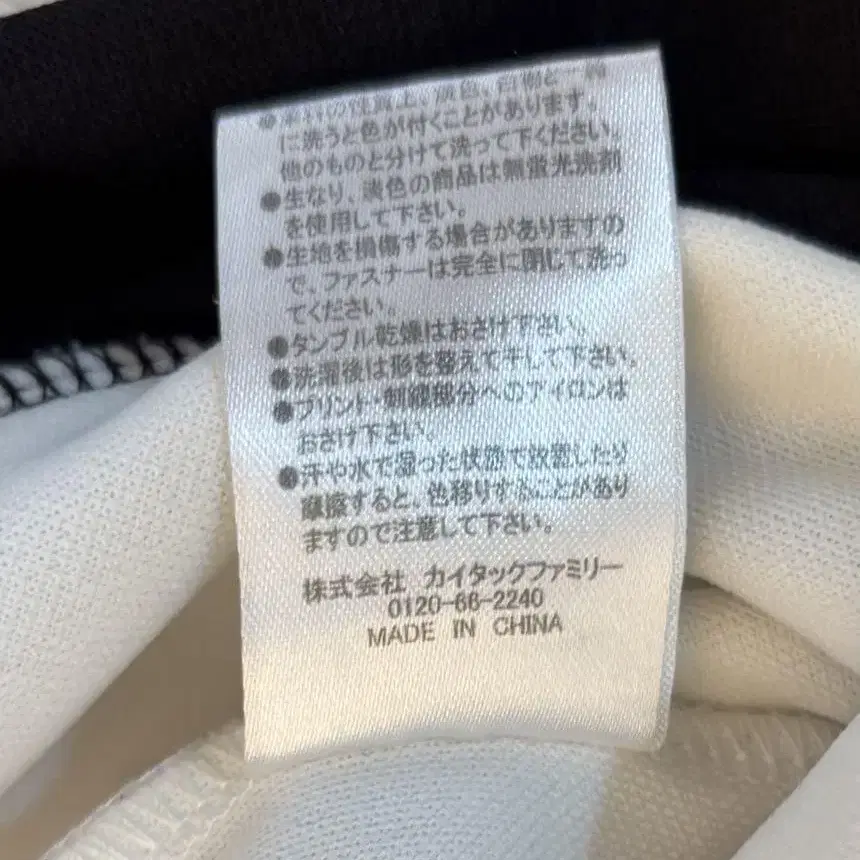 の性質上、濃色、白物と一緒
に洗うと色が付くことがあります。
他のものと分けて洗って下ください。
●生なり、淡色の商品は無蛍光洗剤
を使用して下さい。
●生地を損傷する場合がありますの
で、ファスナーは完全に閉じて洗っ
てください。
●タンブル乾燥はおさけ下さい。
●洗濯後は形を整えて干して下さい。
●プリント・刺繍部分へのアイロンは
おさけ下さい。
●汗や水で湿った状態で放置したり
摩擦すると、色移りすることがあり
ますので注意して下さい。
株式会社 カイタックファミリー
0120-66-2240
MADE IN CHINA